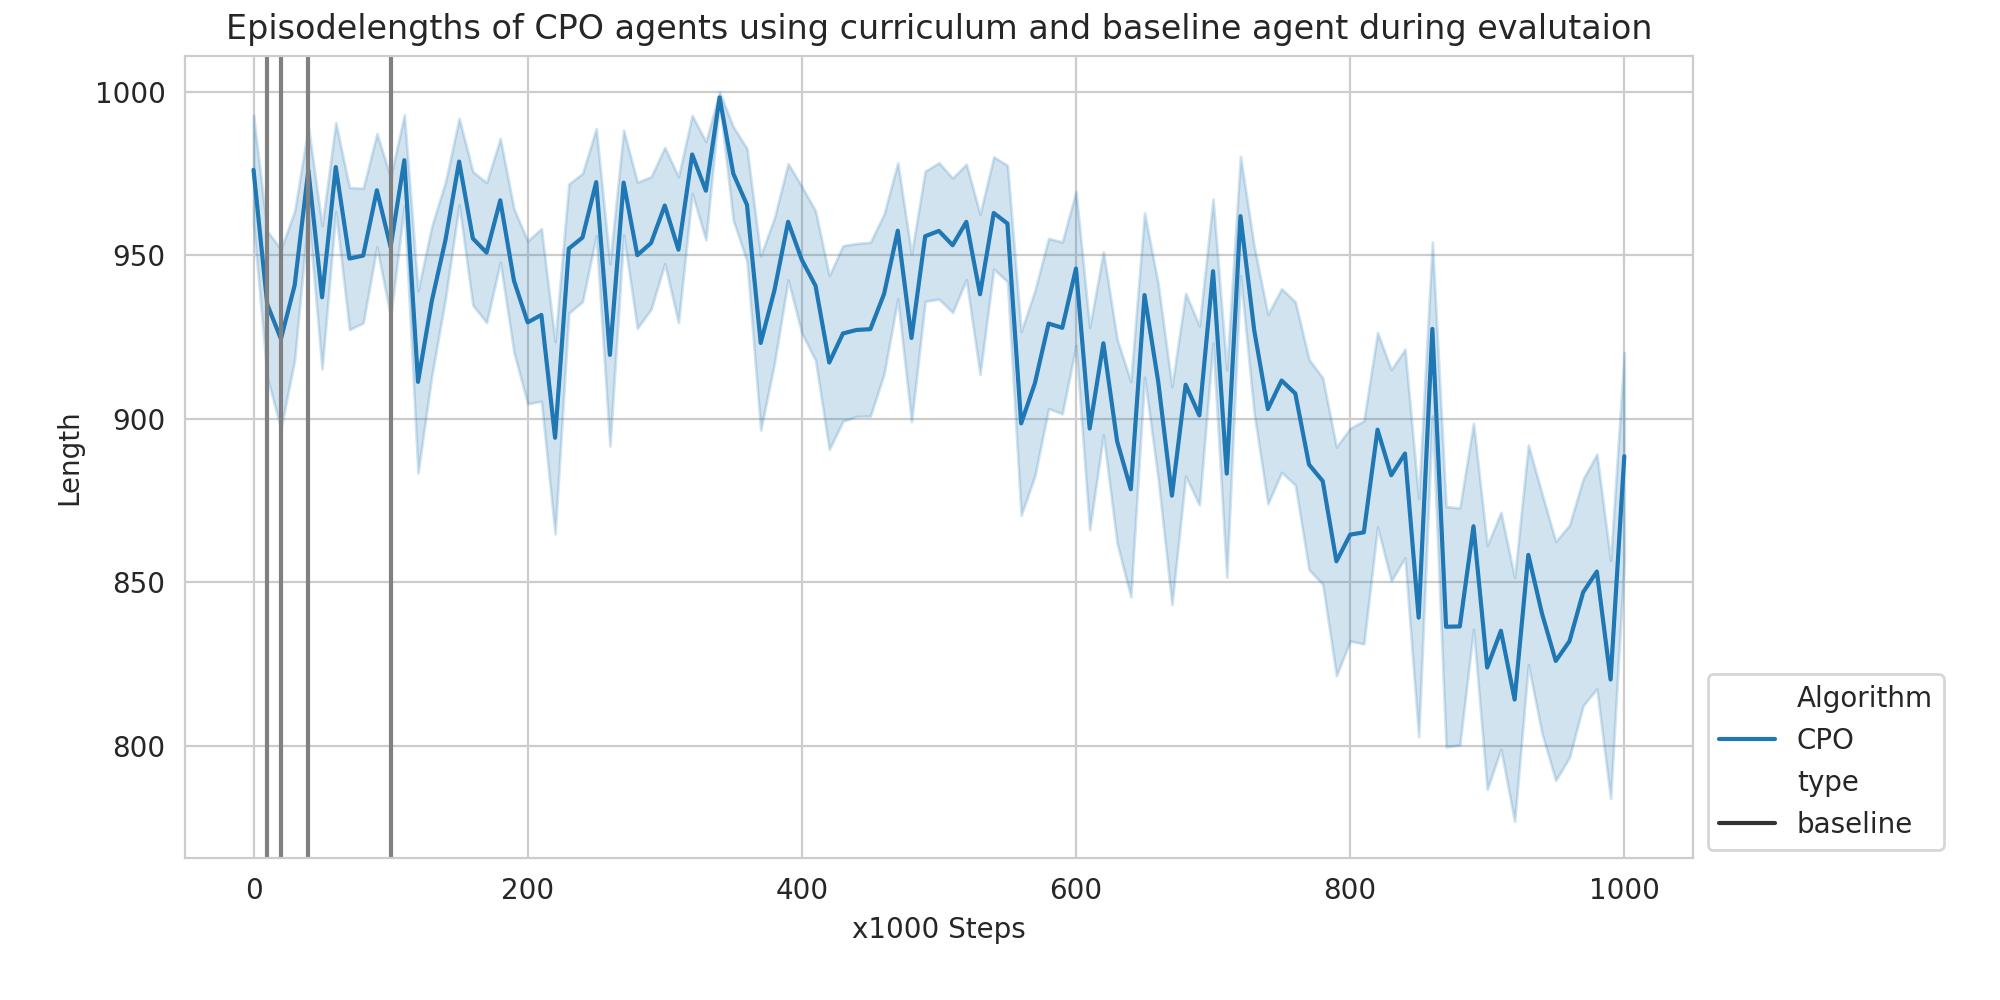 Episodelengths of CPO agents using curriculum and baseline agent during evalutaion
1000
950
900
850
800
Length
0 200 400 600 800 1000
x1000 Steps
Algorithm
CPO
type
baseline